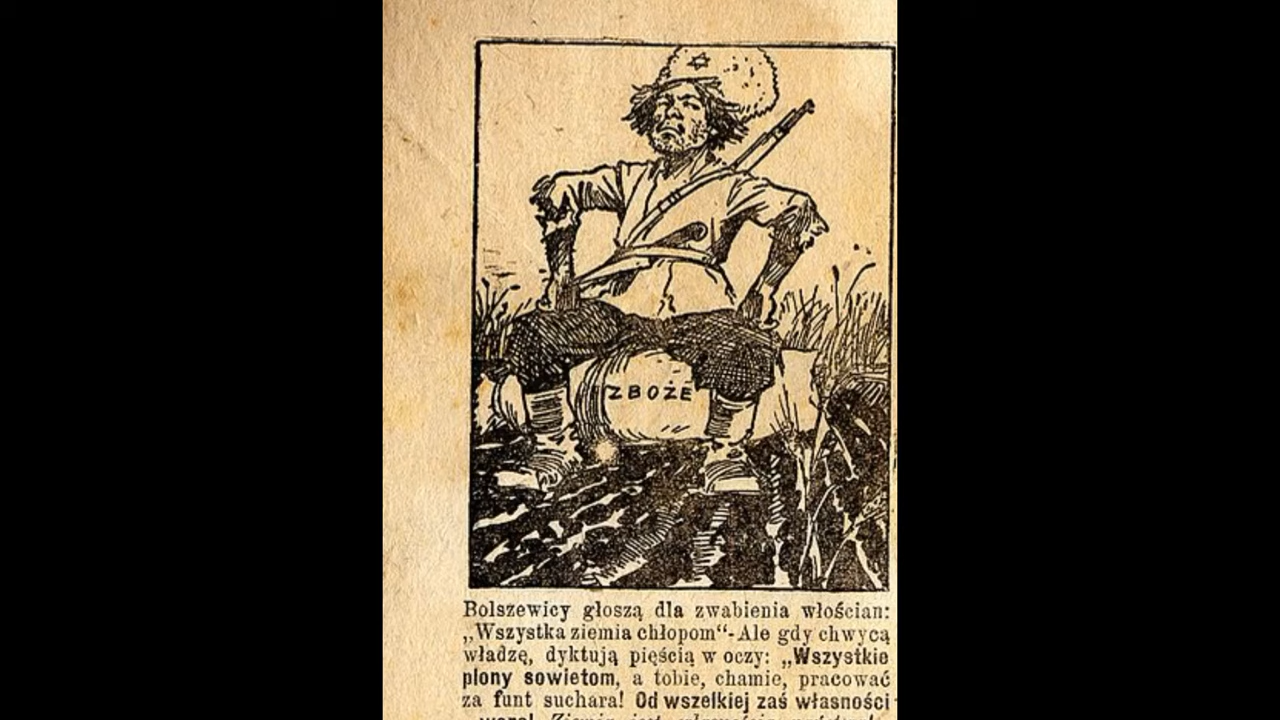 ZBOŻE
Bolszewicy głoszą dla zwabienia włościan:
„Wszystka ziemia chłopom“-Ale gdy chwycą
władzę, dyktują pięścią w oczy: „Wszystkie
plony sowietom, a tobie, chamie, pracować
za funt suchara! Od wszelkiej zaś własności